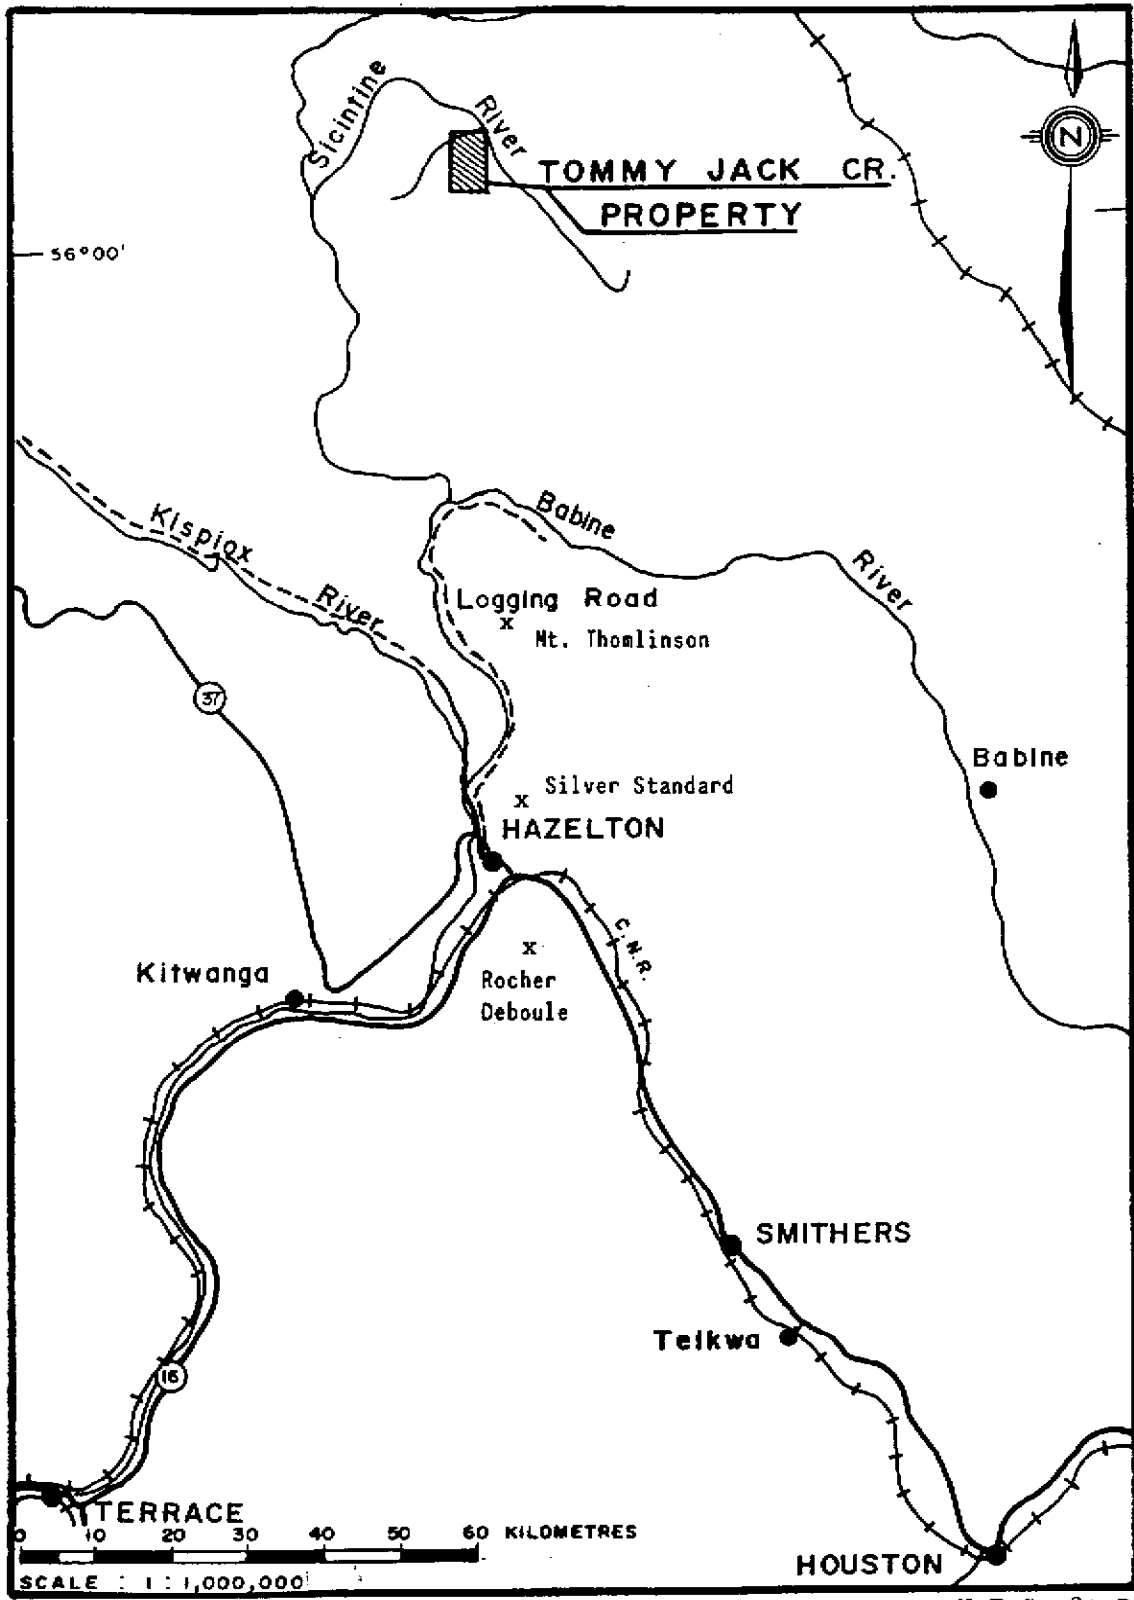 Sicintine River
N
TOMMY JACK CR.
PROPERTY
56°00'
Kispiox River
Babine River
Logging Road
x
Mt. Thomlinson
37
Babine
x Silver Standard
HAZELTON
C.N.R.
x
Rocher
Deboule
Kitwanga
SMITHERS
Telkwa
16
TERRACE
0 10 20 30 40 50 60 KILOMETRES
SCALE : 1 : 1,000,000
HOUSTON